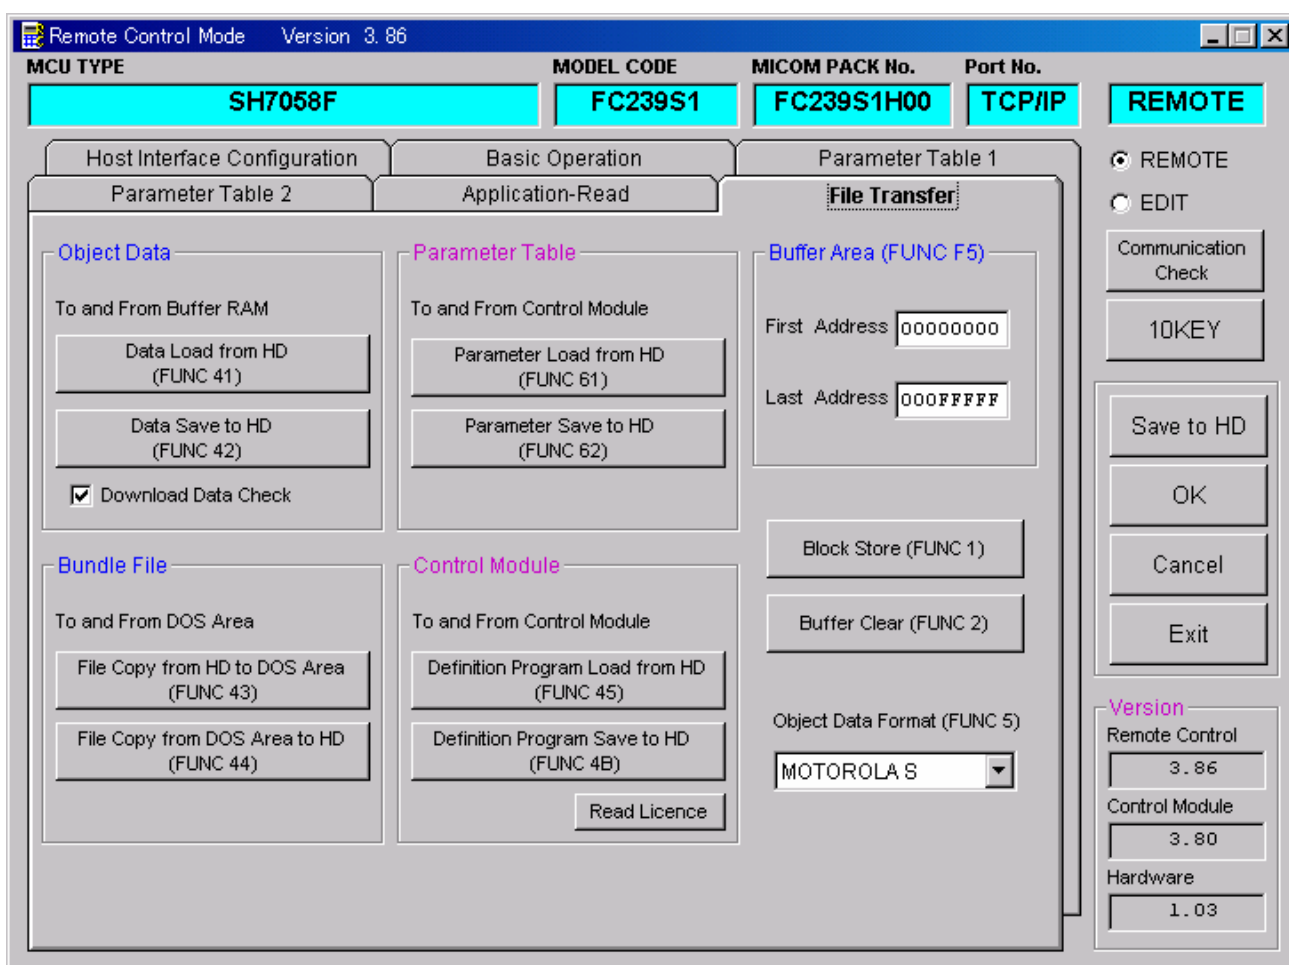 Remote Control Mode Version 3.86
MCU TYPE MODEL CODE MICOM PACK No. Port No.
SH7058F FC239S1 FC239S1H00 TCP/IP REMOTE
Host Interface Configuration Basic Operation Parameter Table 1
Parameter Table 2 Application-Read File Transfer
REMOTE
EDIT
Communication
Check
10KEY
Object Data
To and From Buffer RAM
Data Load from HD
(FUNC 41)
Data Save to HD
(FUNC 42)
Download Data Check
Parameter Table
To and From Control Module
Parameter Load from HD
(FUNC 61)
Parameter Save to HD
(FUNC 62)
Buffer Area (FUNC F5)
First Address 00000000
Last Address 000FFFFF
Bundle File
To and From DOS Area
File Copy from HD to DOS Area
(FUNC 43)
File Copy from DOS Area to HD
(FUNC 44)
Control Module
To and From Control Module
Definition Program Load from HD
(FUNC 45)
Definition Program Save to HD
(FUNC 4B)
Read Licence
Block Store (FUNC 1)
Buffer Clear (FUNC 2)
Object Data Format (FUNC 5)
MOTOROLA S
Save to HD
OK
Cancel
Exit
Version
Remote Control
3.86
Control Module
3.80
Hardware
1.03